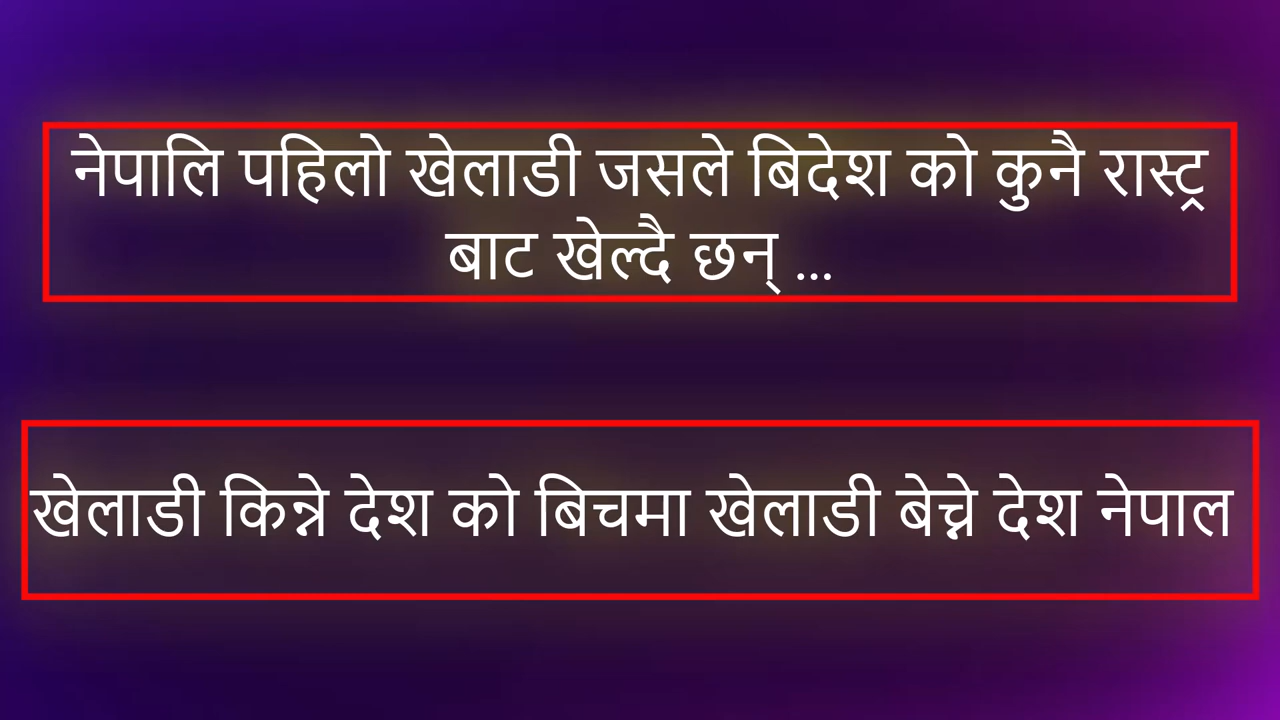 नेपालि पहिलो खेलाडी जसले बिदेश को कुनै रास्ट्र
बाट खेल्दै छन् ...
खेलाडी किन्ने देश को बिचमा खेलाडी बेच्ने देश नेपाल